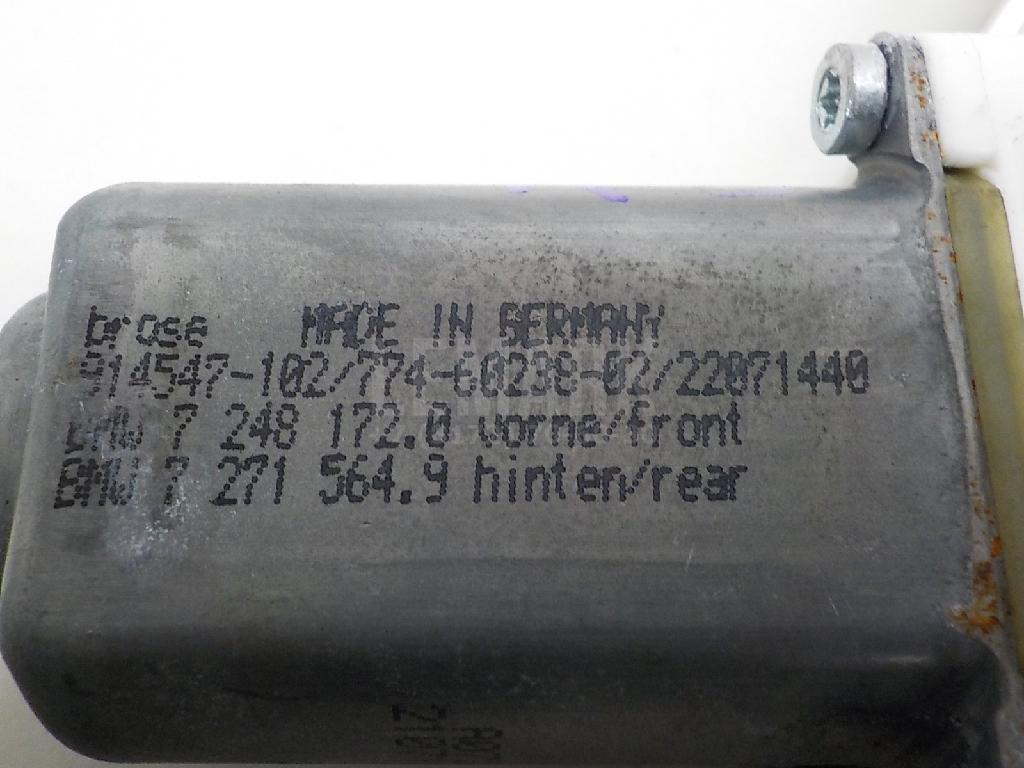 Brose MADE IN GERMANY
914547-102/774-60238-02/22071440
BMW 7 248 172.0 vorne/front
BMW 7 271 564.9 hinten/rear